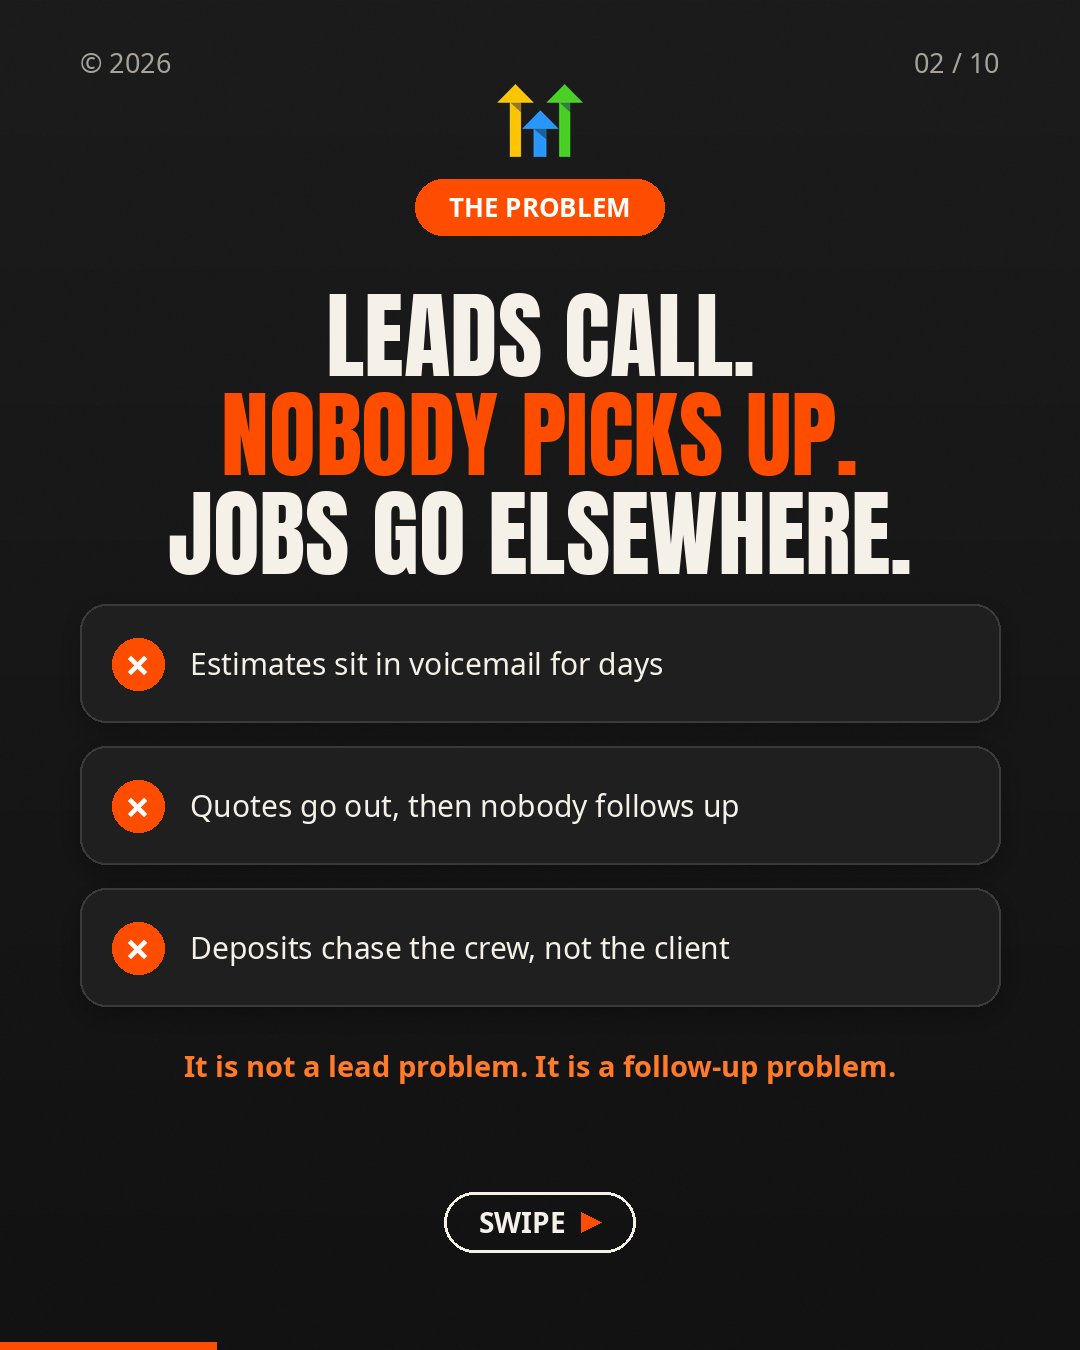 © 2026
02 / 10
THE PROBLEM
LEADS CALL.
NOBODY PICKS UP.
JOBS GO ELSEWHERE.
Estimates sit in voicemail for days
Quotes go out, then nobody follows up
Deposits chase the crew, not the client
It is not a lead problem. It is a follow-up problem.
SWIPE